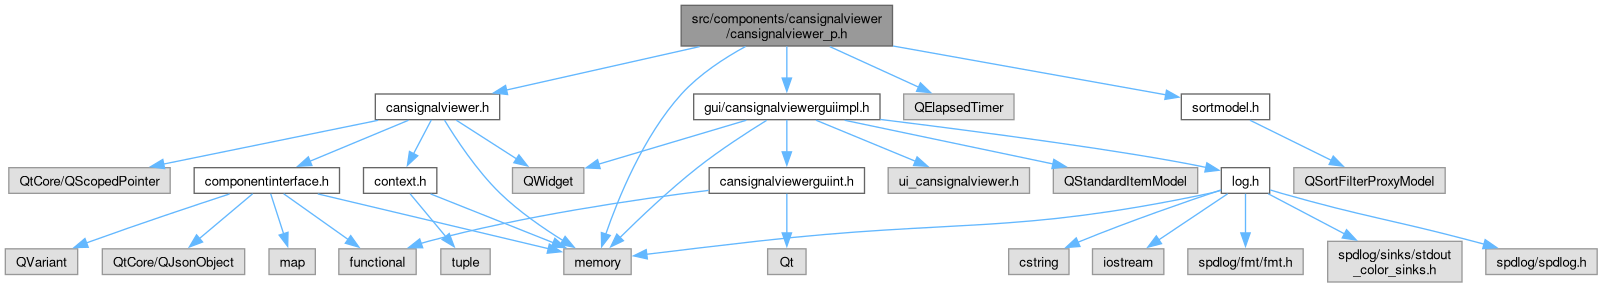 src/components/cansignalviewer
/cansignalviewer_p.h
cansignalviewer.h
gui/cansignalviewerguiimpl.h
QElapsedTimer
sortmodel.h
QtCore/QScopedPointer
componentinterface.h
context.h
QWidget
cansignalviewerguiint.h
ui_cansignalviewer.h
QStandardItemModel
log.h
QSortFilterProxyModel
QVariant
QtCore/QJsonObject
map
functional
tuple
memory
Qt
cstring
iostream
spdlog/fmt/fmt.h
spdlog/sinks/stdout
_color_sinks.h
spdlog/spdlog.h